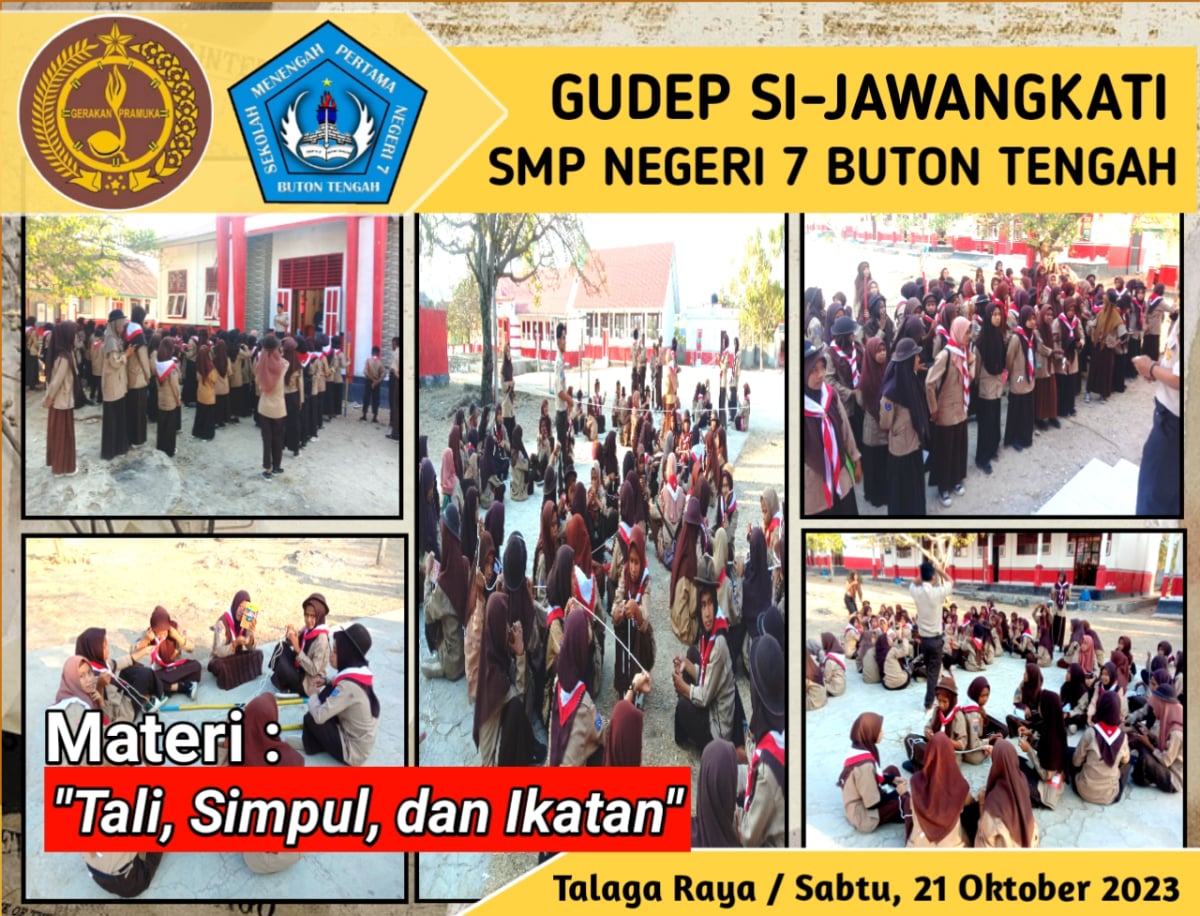 GERAKAN PRAMUKA
SEKOLAH MENENGAH PERTAMA NEGERI 7
BUTON TENGAH
GUDEP SI-JAWANGKATI
SMP NEGERI 7 BUTON TENGAH
Materi :
"Tali, Simpul, dan Ikatan"
Talaga Raya / Sabtu, 21 Oktober 2023